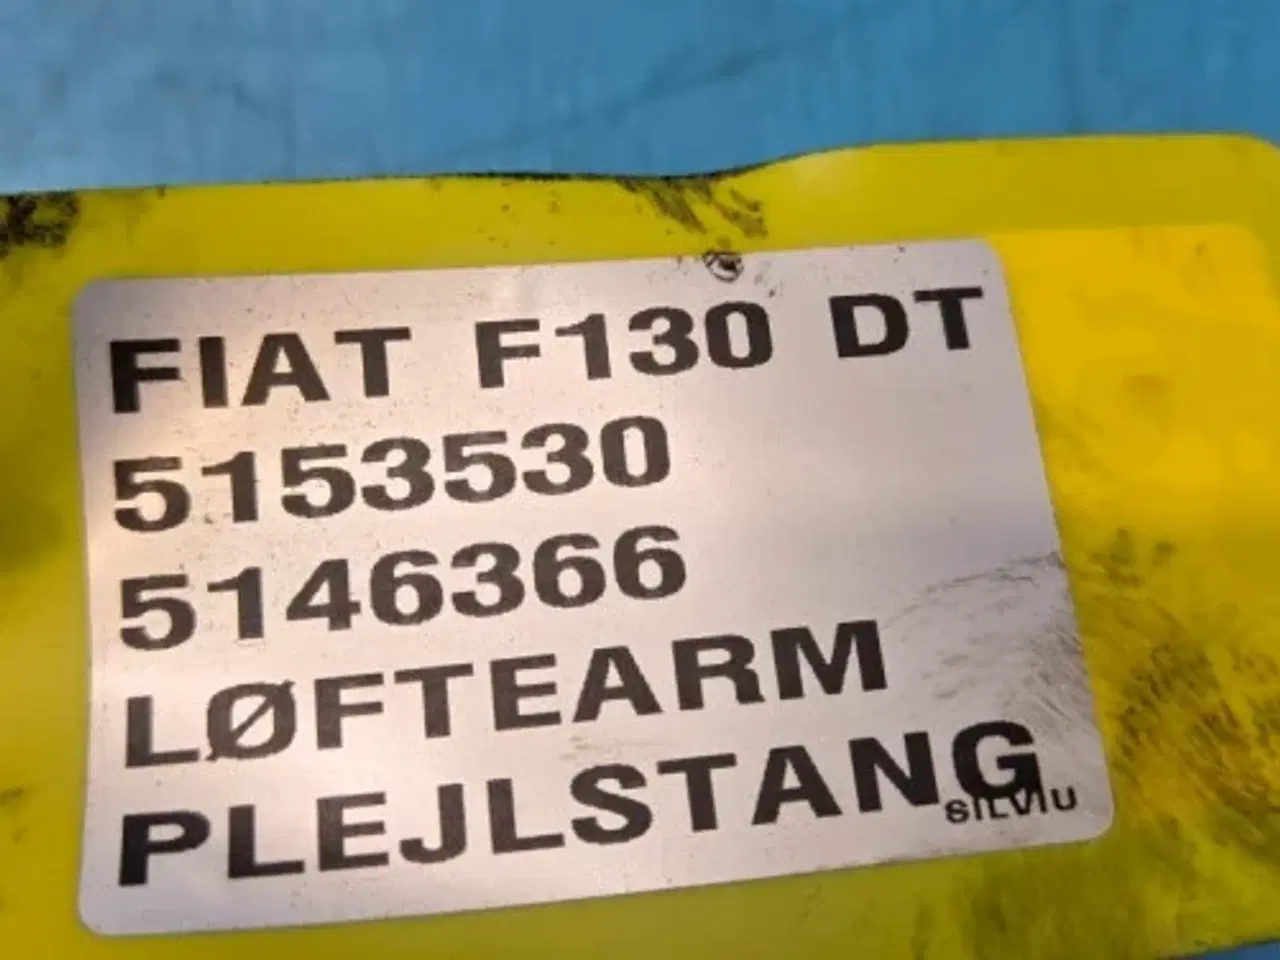 FIAT F130 DT
5153530
5146366
LØFTEARM
PLEJLSTANG
SILVIU